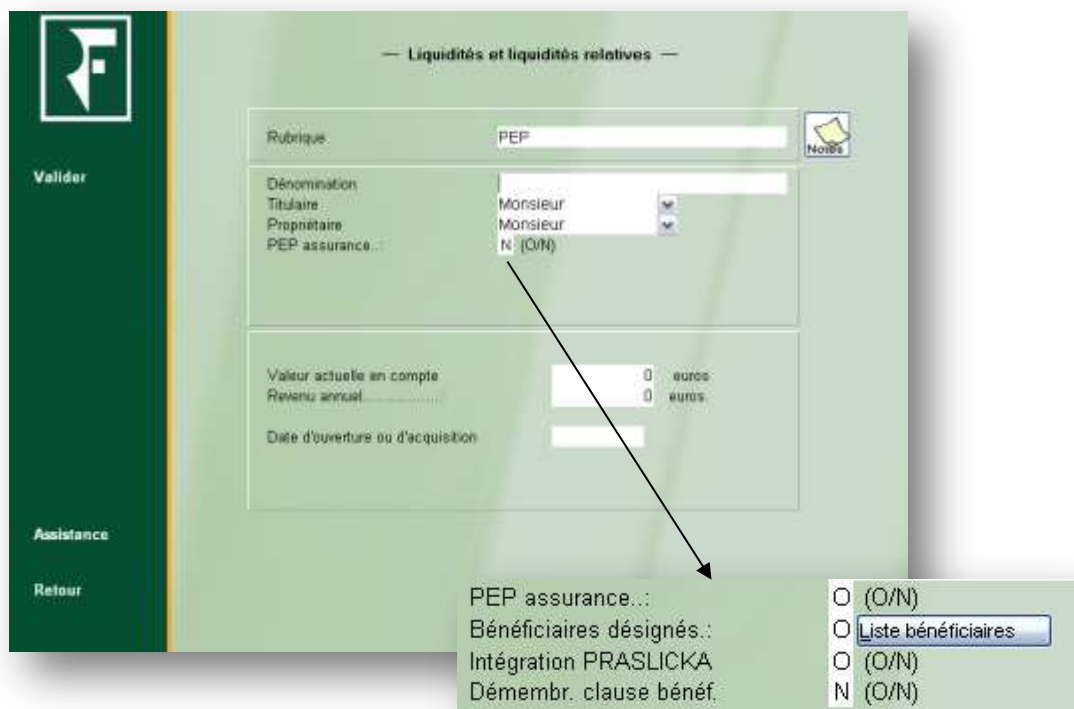 RF
— Liquidités et liquidités relatives —
Rubrique PEP
Notes
Valider
Dénomination
Titulaire Monsieur
Propriétaire Monsieur
PEP assurance..: N (O/N)
Valeur actuelle en compte 0 euros
Revenu annuel................. 0 euros
Date d'ouverture ou d'acquisition
Assistance
Retour
PEP assurance..: O (O/N)
Bénéficiaires désignés.: O Liste bénéficiaires
Intégration PRASLICKA O (O/N)
Démembr. clause bénéf. N (O/N)